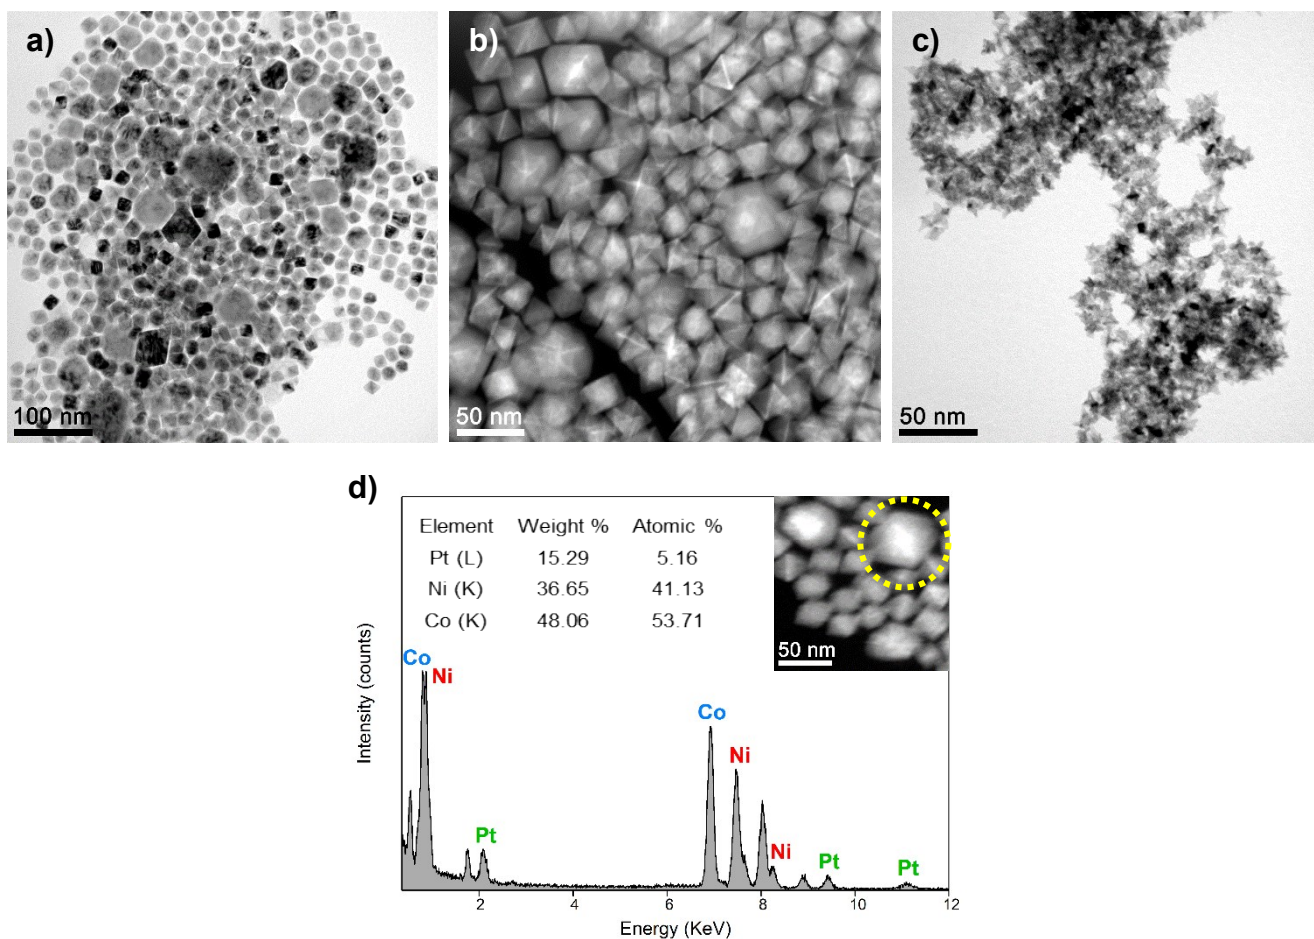 a)
b)
c)
100 nm
50 nm
50 nm
d)
Element Weight % Atomic %
Pt (L) 15.29 5.16
Ni (K) 36.65 41.13
Co (K) 48.06 53.71
50 nm
Co
Ni
Pt
Co
Ni
Ni
Pt
Pt
Intensity (counts)
2 4 6 8 10 12
Energy (KeV)